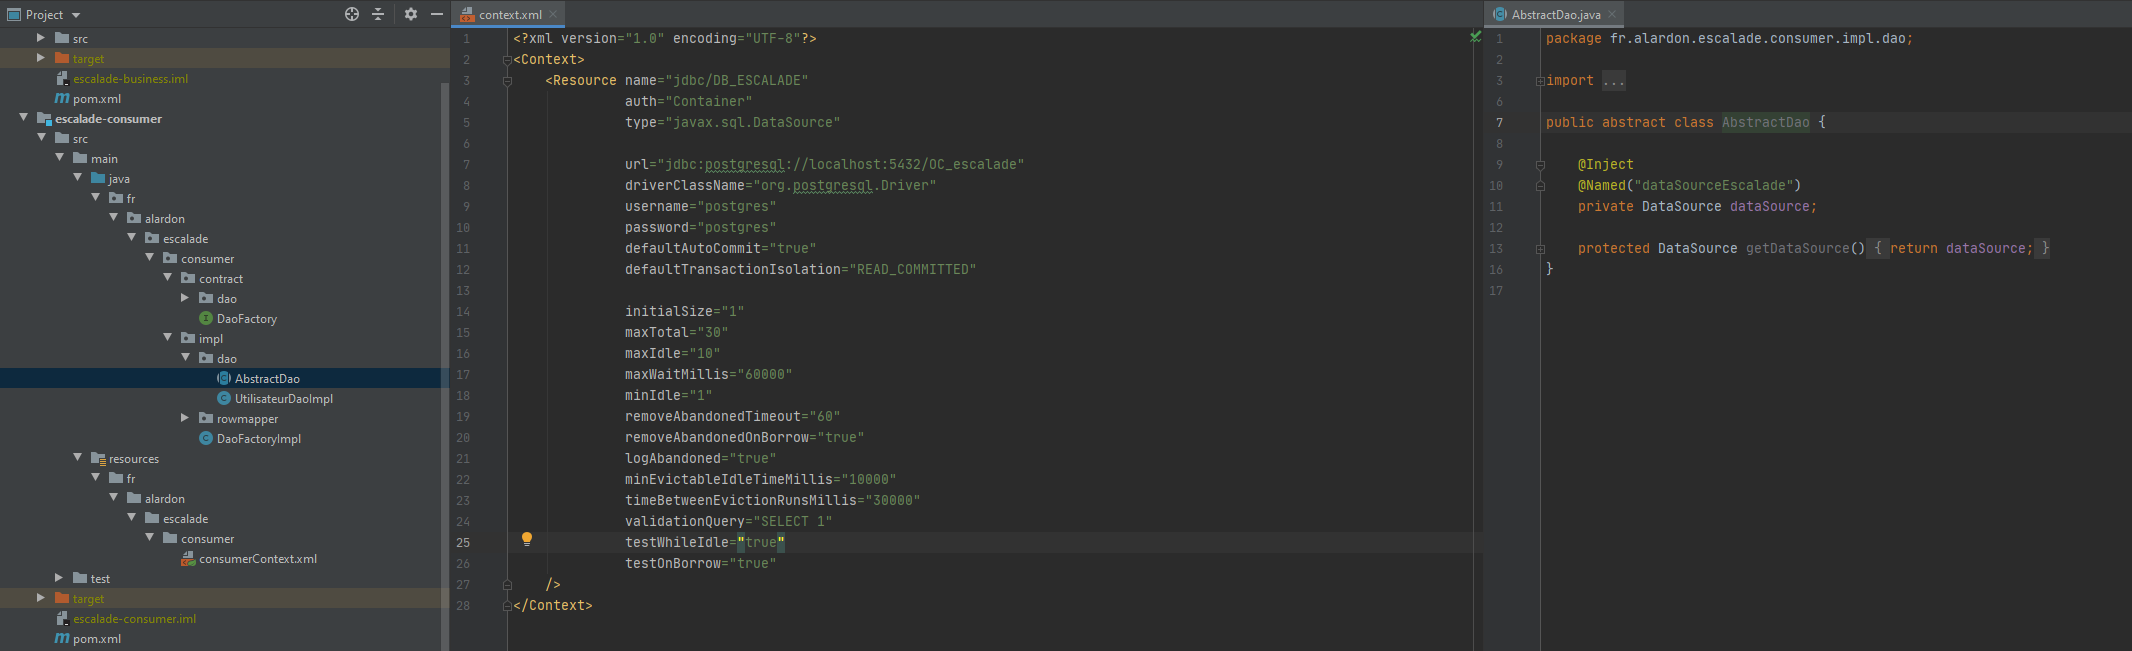 Project
src
target
escalade-business.iml
pom.xml
escalade-consumer
src
main
java
fr
alardon
escalade
consumer
contract
dao
DaoFactory
impl
dao
AbstractDao
UtilisateurDaoImpl
rowmapper
DaoFactoryImpl
resources
fr
alardon
escalade
consumer
consumerContext.xml
test
target
escalade-consumer.iml
pom.xml
context.xml
1 <?xml version="1.0" encoding="UTF-8"?>
2 <Context>
3 <Resource name="jdbc/DB_ESCALADE"
4 auth="Container"
5 type="javax.sql.DataSource"
6
7 url="jdbc:postgresql://localhost:5432/OC_escalade"
8 driverClassName="org.postgresql.Driver"
9 username="postgres"
10 password="postgres"
11 defaultAutoCommit="true"
12 defaultTransactionIsolation="READ_COMMITTED"
13
14 initialSize="1"
15 maxTotal="30"
16 maxIdle="10"
17 maxWaitMillis="60000"
18 minIdle="1"
19 removeAbandonedTimeout="60"
20 removeAbandonedOnBorrow="true"
21 logAbandoned="true"
22 minEvictableIdleTimeMillis="10000"
23 timeBetweenEvictionRunsMillis="30000"
24 validationQuery="SELECT 1"
25 testWhileIdle="true"
26 testOnBorrow="true"
27 />
28 </Context>
AbstractDao.java
1 package fr.alardon.escalade.consumer.impl.dao;
2
3 import ...
6
7 public abstract class AbstractDao {
8
9 @Inject
10 @Named("dataSourceEscalade")
11 private DataSource dataSource;
12
13 protected DataSource getDataSource() { return dataSource; }
16 }
17